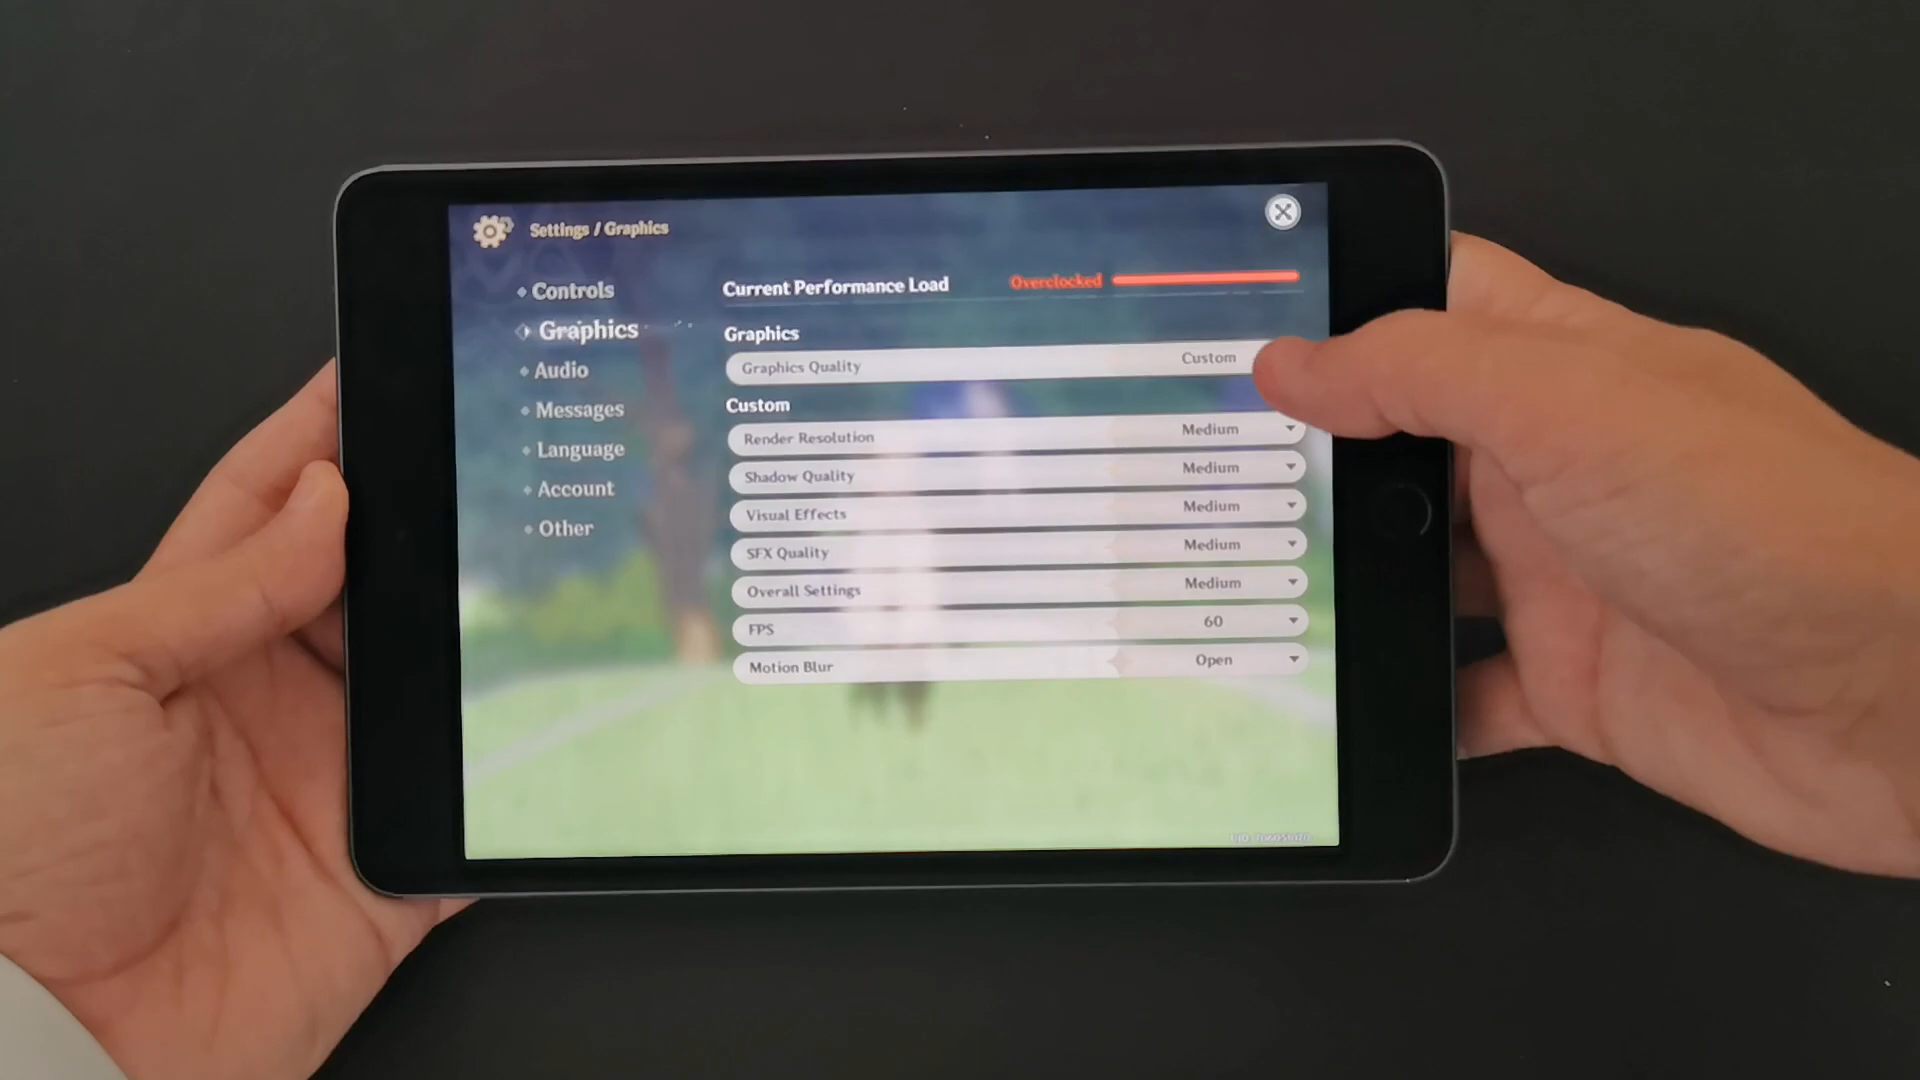 Settings / Graphics
Controls
Graphics
Audio
Messages
Language
Account
Other
Current Performance Load Overclocked
Graphics
Graphics Quality Custom
Custom
Render Resolution Medium
Shadow Quality Medium
Visual Effects Medium
SFX Quality Medium
Overall Settings Medium
FPS 60
Motion Blur Open